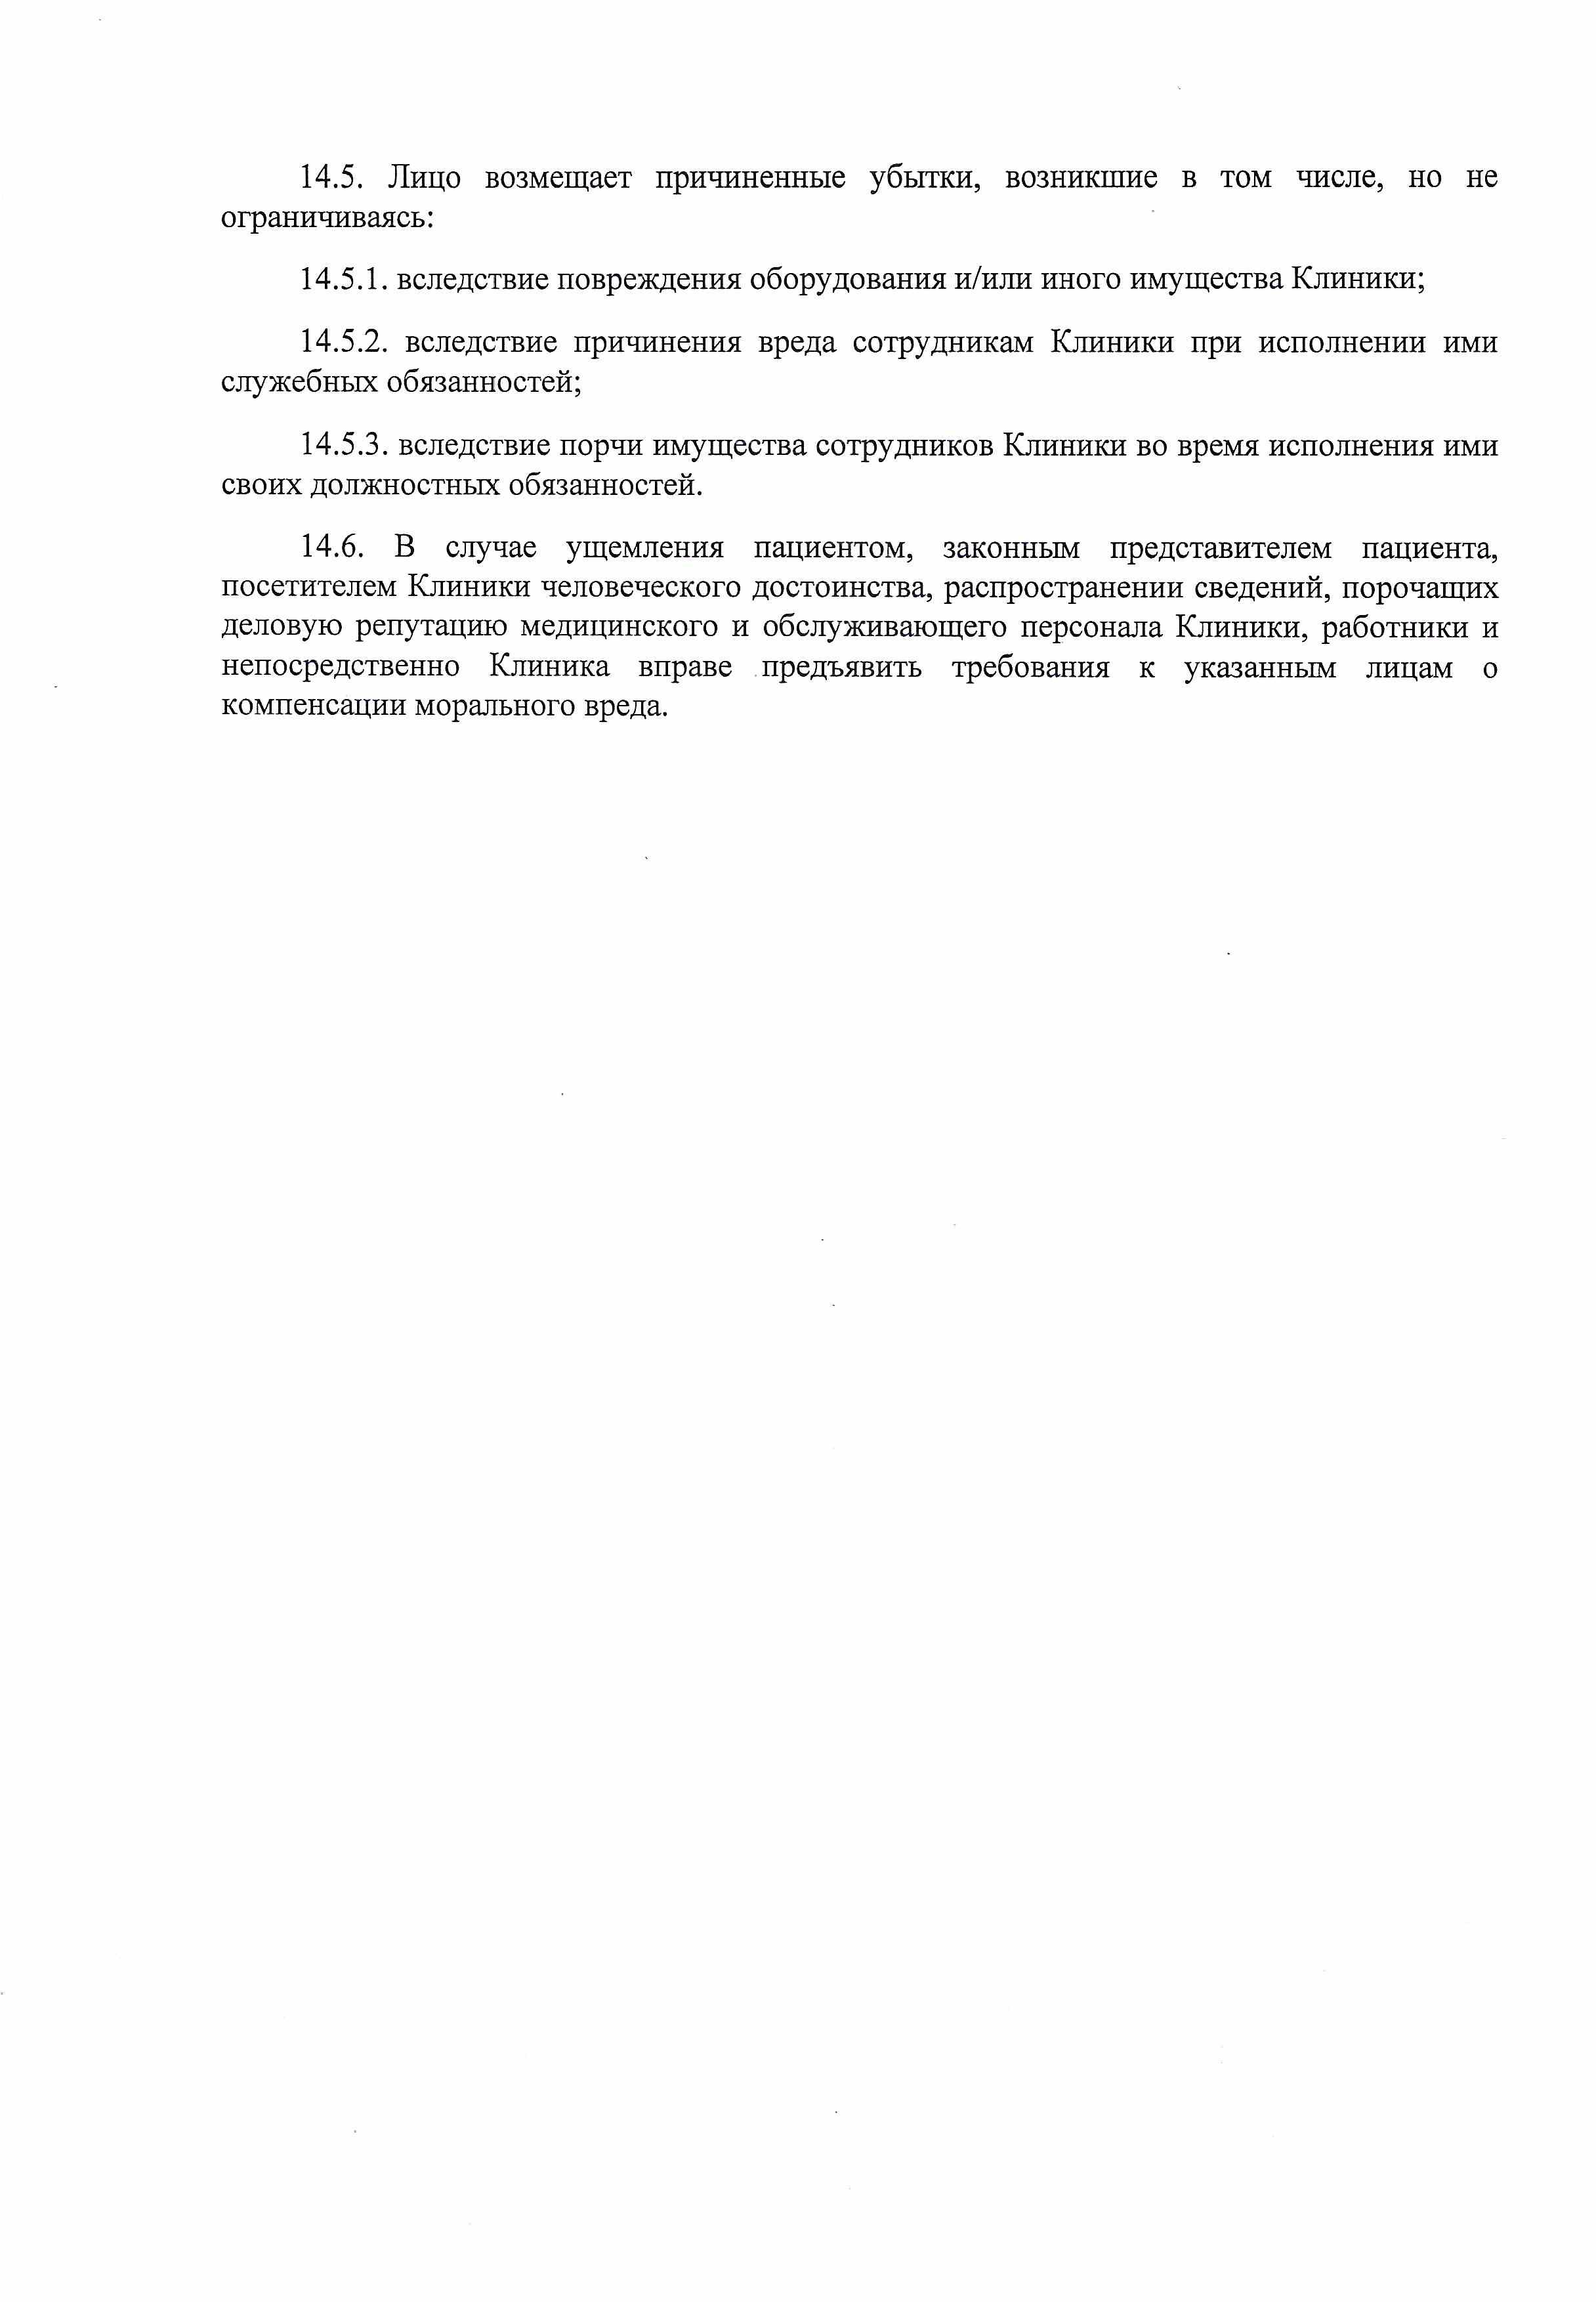 14.5. Лицо возмещает причиненные убытки, возникшие в том числе, но не
ограничиваясь:
14.5.1. вследствие повреждения оборудования и/или иного имущества Клиники;
14.5.2. вследствие причинения вреда сотрудникам Клиники при исполнении ими
служебных обязанностей;
14.5.3. вследствие порчи имущества сотрудников Клиники во время исполнения ими
своих должностных обязанностей.
14.6. В случае ущемления пациентом, законным представителем пациента,
посетителем Клиники человеческого достоинства, распространении сведений, порочащих
деловую репутацию медицинского и обслуживающего персонала Клиники, работники и
непосредственно Клиника вправе предъявить требования к указанным лицам о
компенсации морального вреда.